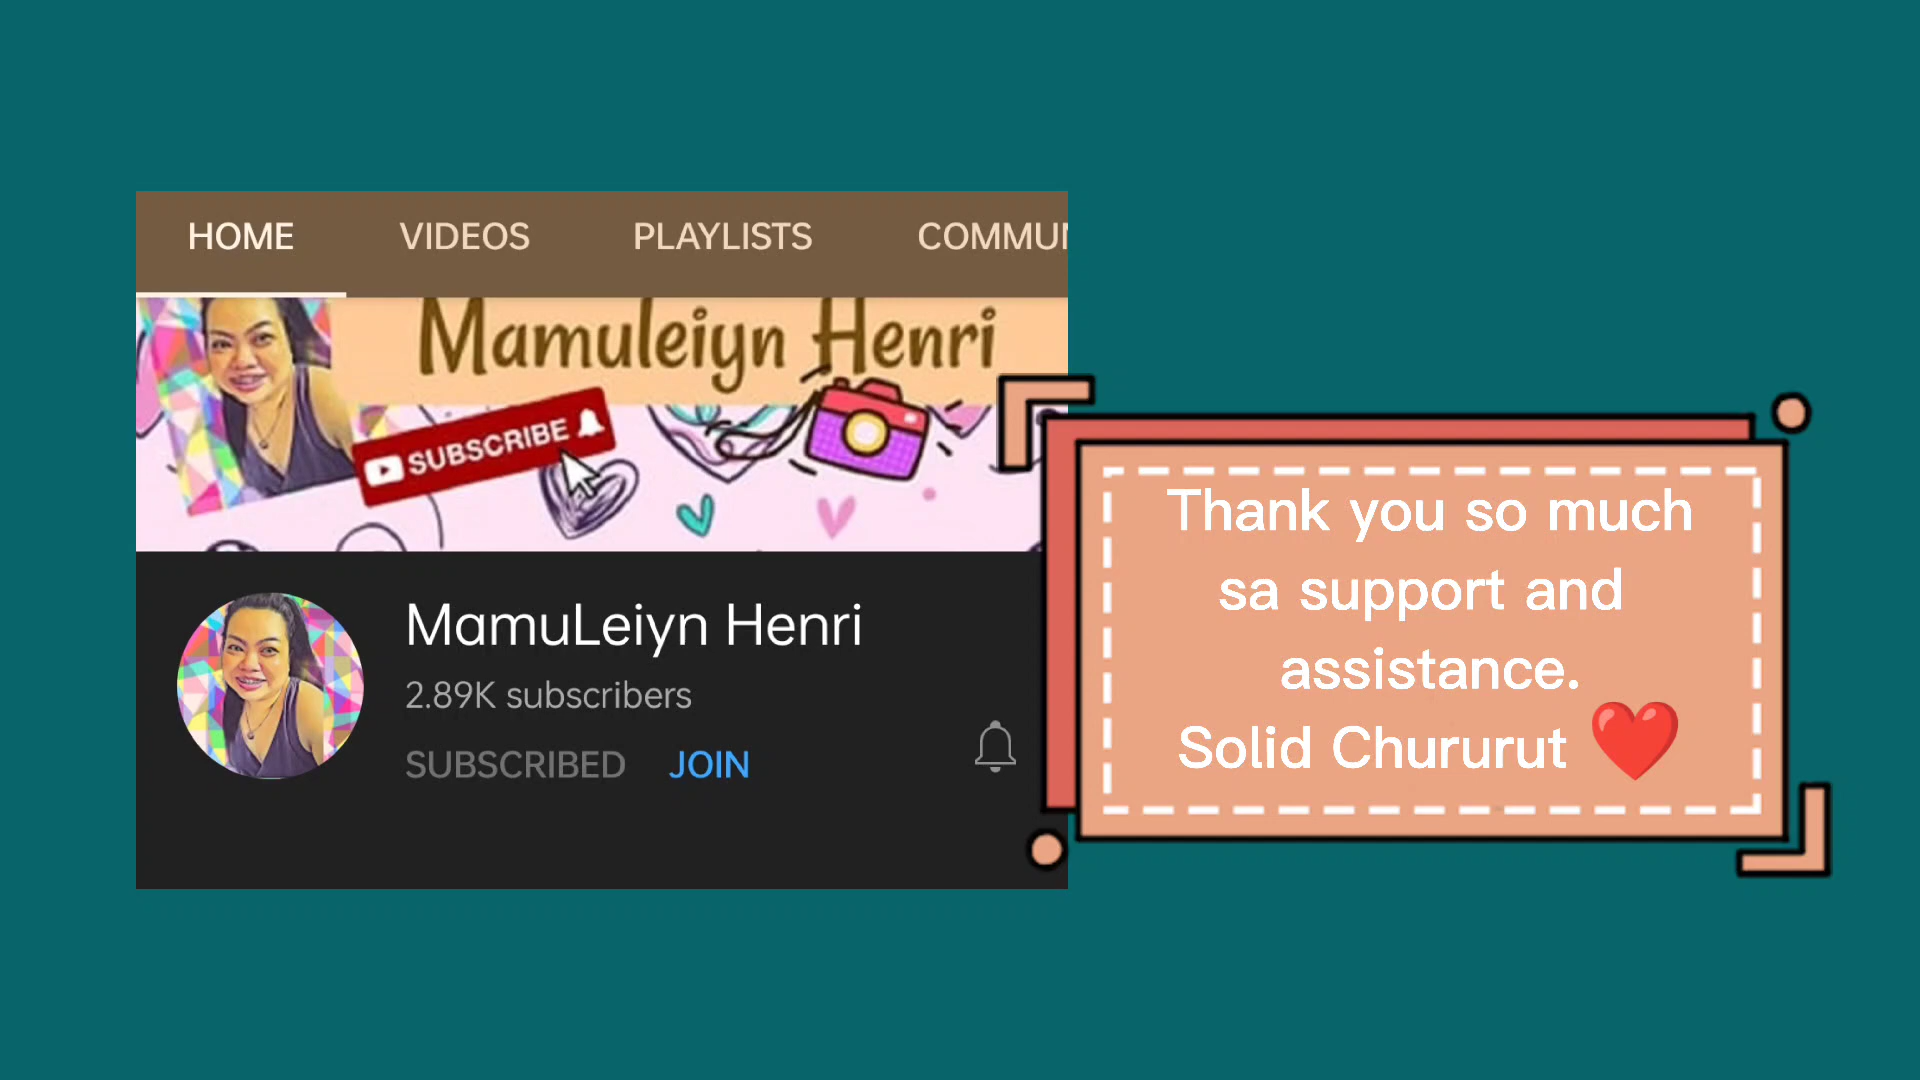 HOME VIDEOS PLAYLISTS COMMUN
Mamuleiyn Henri
SUBSCRIBE
MamuLeiyn Henri
2.89K subscribers
SUBSCRIBED JOIN
Thank you so much
sa support and
assistance.
Solid Chururut ❤️